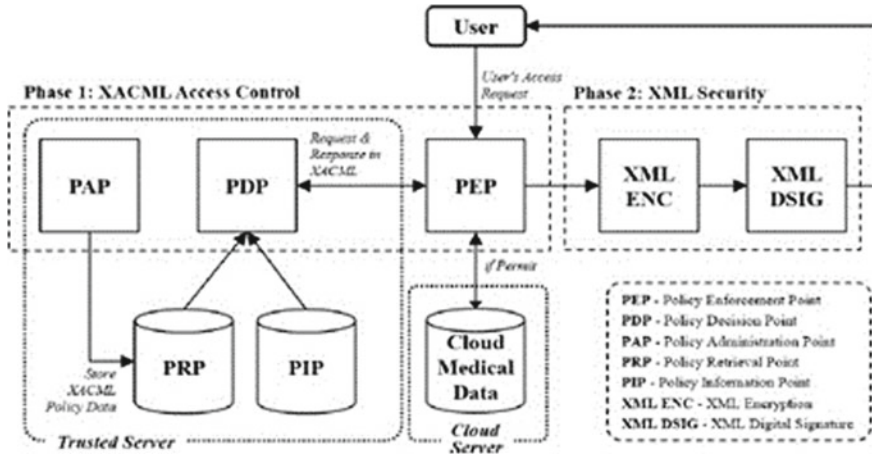 User
Phase 1: XACML Access Control
User's Access
Request
Phase 2: XML Security
PAP
PDP
Request &
Response in
XACML
PEP
XML
ENC
XML
DSIG
if Permit
Store
XACML
Policy Data
PRP
PIP
Cloud
Medical
Data
Trusted Server
Cloud
Server
PEP - Policy Enforcement Point
PDP - Policy Decision Point
PAP - Policy Administration Point
PRP - Policy Retrieval Point
PIP - Policy Information Point
XML ENC - XML Encryption
XML DSIG - XML Digital Signature